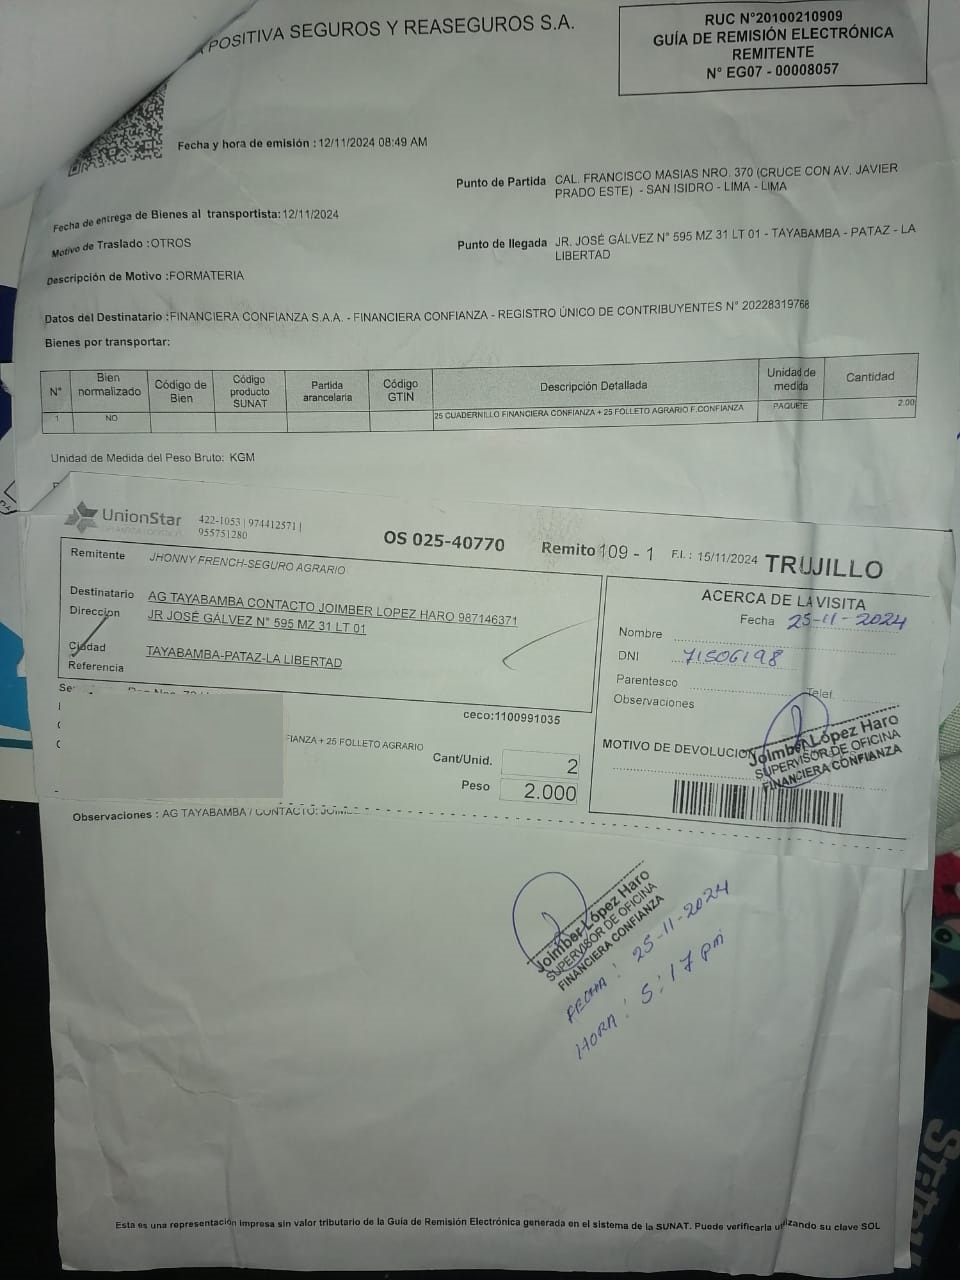 POSITIVA SEGUROS Y REASEGUROS S.A.
RUC N°20100210909
GUÍA DE REMISIÓN ELECTRÓNICA
REMITENTE
N° EG07 - 00008057
Fecha y hora de emisión : 12/11/2024 08:49 AM
Punto de Partida CAL. FRANCISCO MASIAS NRO. 370 (CRUCE CON AV. JAVIER
PRADO ESTE) - SAN ISIDRO - LIMA - LIMA
Fecha de entrega de Bienes al transportista:12/11/2024
Motivo de Traslado :OTROS
Punto de llegada JR. JOSÉ GÁLVEZ N° 595 MZ 31 LT 01 - TAYABAMBA - PATAZ - LA
LIBERTAD
Descripción de Motivo :FORMATERIA
Datos del Destinatario :FINANCIERA CONFIANZA S.A.A. - FINANCIERA CONFIANZA - REGISTRO ÚNICO DE CONTRIBUYENTES N° 20228319768
Bienes por transportar:
N° Bien normalizado Código de Bien Código producto SUNAT Partida arancelaria Código GTIN Descripción Detallada Unidad de medida Cantidad
1 NO 25 CUADERNILLO FINANCIERA CONFIANZA + 25 FOLLETO AGRARIO F.CONFIANZA PAQUETE 2.00
Unidad de Medida del Peso Bruto: KGM
UnionStar 422-1053 | 974412571 |
955751280
OS 025-40770 Remito 109 - 1 F.I. : 15/11/2024 TRUJILLO
Remitente JHONNY FRENCH-SEGURO AGRARIO
Destinatario AG TAYABAMBA CONTACTO JOIMBER LOPEZ HARO 987146371
Direccion JR JOSÉ GÁLVEZ N° 595 MZ 31 LT 01
Ciudad TAYABAMBA-PATAZ-LA LIBERTAD
Referencia
ACERCA DE LA VISITA
Fecha 25-11-2024
Nombre
DNI 71506198
Parentesco Telef.
Observaciones
MOTIVO DE DEVOLUCION
Joimber López Haro
SUPERVISOR DE OFICINA
FINANCIERA CONFIANZA
ceco:1100991035
IANZA + 25 FOLLETO AGRARIO
Cant/Unid. 2
Peso 2.000
Observaciones : AG TAYABAMBA / CONTACTO:
Joimber López Haro
SUPERVISOR DE OFICINA
FINANCIERA CONFIANZA
FECHA : 25-11-2024
HORA : 5:17 pm
Esta es una representación impresa sin valor tributario de la Guía de Remisión Electrónica generada en el sistema de la SUNAT. Puede verificarla utilizando su clave SOL